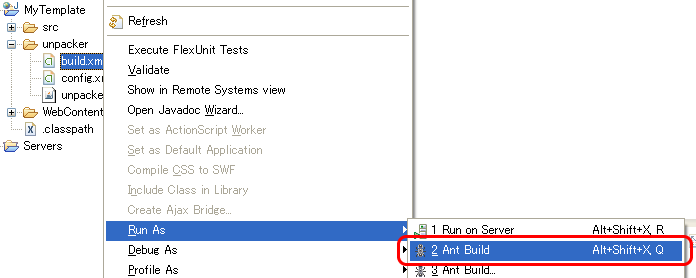 MyTemplate
src
unpacker
build.xm
config.xm
unpacke
WebContent
.classpath
Servers
Refresh
Execute FlexUnit Tests
Validate
Show in Remote Systems view
Open Javadoc Wizard...
Set as ActionScript Worker
Set as Default Application
Compile CSS to SWF
Include Class in Library
Create Ajax Bridge...
Run As
Debug As
Profile As
1 Run on Server Alt+Shift+X, R
2 Ant Build Alt+Shift+X, Q
3 Ant Build...